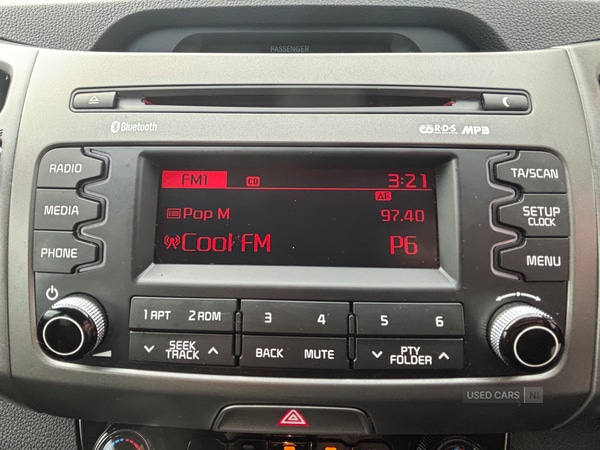 PASSENGER
Bluetooth
R·D·S MP3
RADIO
MEDIA
PHONE
FM1 CD 3:21
AF
Pop M 97.40
Cool FM P6
TA/SCAN
SETUP
CLOCK
MENU
1 APT 2 RDM 3 4 5 6
SEEK
TRACK
BACK MUTE
PTY
FOLDER
USED CARS NI